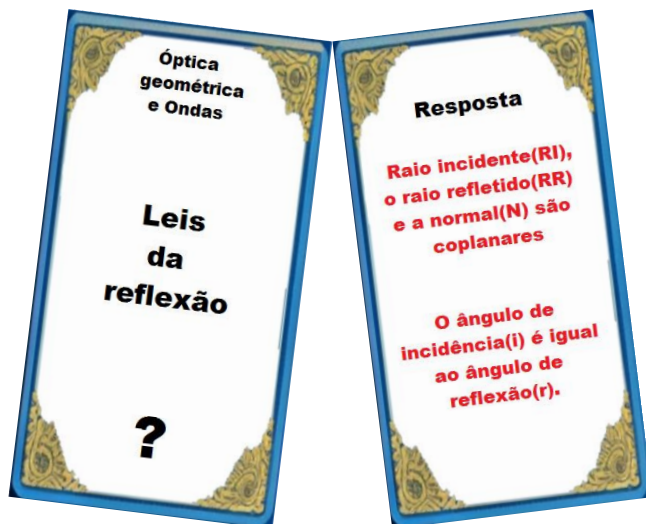 Óptica
geométrica
e Ondas
Leis
da
reflexão
?
Resposta
Raio incidente(RI),
o raio refletido(RR)
e a normal(N) são
coplanares
O ângulo de
incidência(i) é igual
ao ângulo de
reflexão(r).